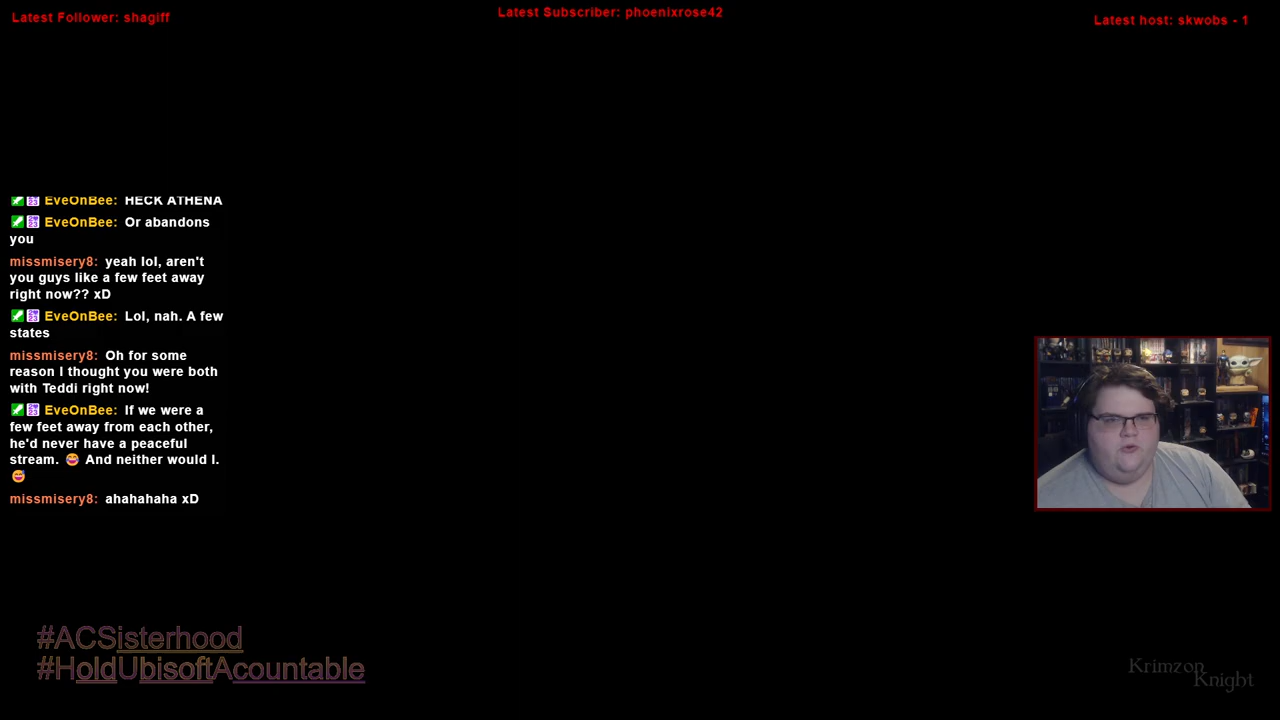 Latest Follower: shagiff
Latest Subscriber: phoenixrose42
Latest host: skwobs - 1
EveOnBee: HECK ATHENA
EveOnBee: Or abandons
you
missmisery8: yeah lol, aren't
you guys like a few feet away
right now?? xD
EveOnBee: Lol, nah. A few
states
missmisery8: Oh for some
reason I thought you were both
with Teddi right now!
EveOnBee: If we were a
few feet away from each other,
he'd never have a peaceful
stream. 😅 And neither would I.
😅
missmisery8: ahahahaha xD
#ACSisterhood
#HoldUbisoftAcountable
Krimzon
Knight